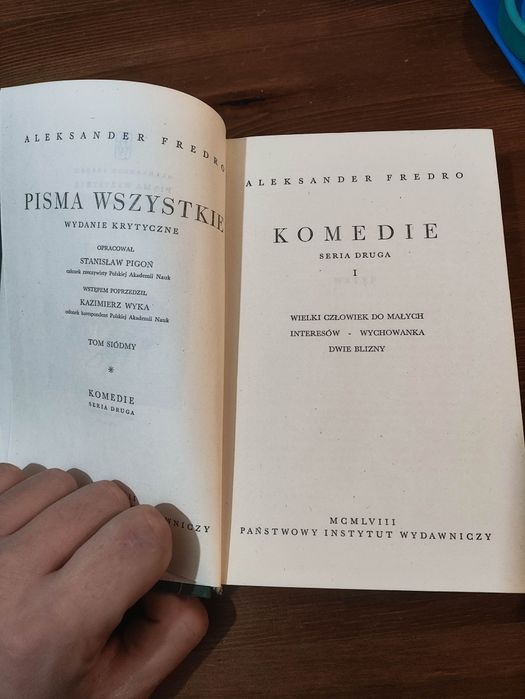 ALEKSANDER FREDRO
PISMA WSZYSTKIE
WYDANIE KRYTYCZNE
OPRACOWAŁ
STANISŁAW PIGOŃ
członek rzeczywisty Polskiej Akademii Nauk
WSTĘPEM POPRZEDZIŁ
KAZIMIERZ WYKA
członek korespondent Polskiej Akademii Nauk
TOM SIÓDMY
*
KOMEDIE
SERIA DRUGA
WNICZY
ALEKSANDER FREDRO
KOMEDIE
SERIA DRUGA
I
WIELKI CZŁOWIEK DO MAŁYCH
INTERESÓW - WYCHOWANKA
DWIE BLIZNY
MCMLVIII
PAŃSTWOWY INSTYTUT WYDAWNICZY